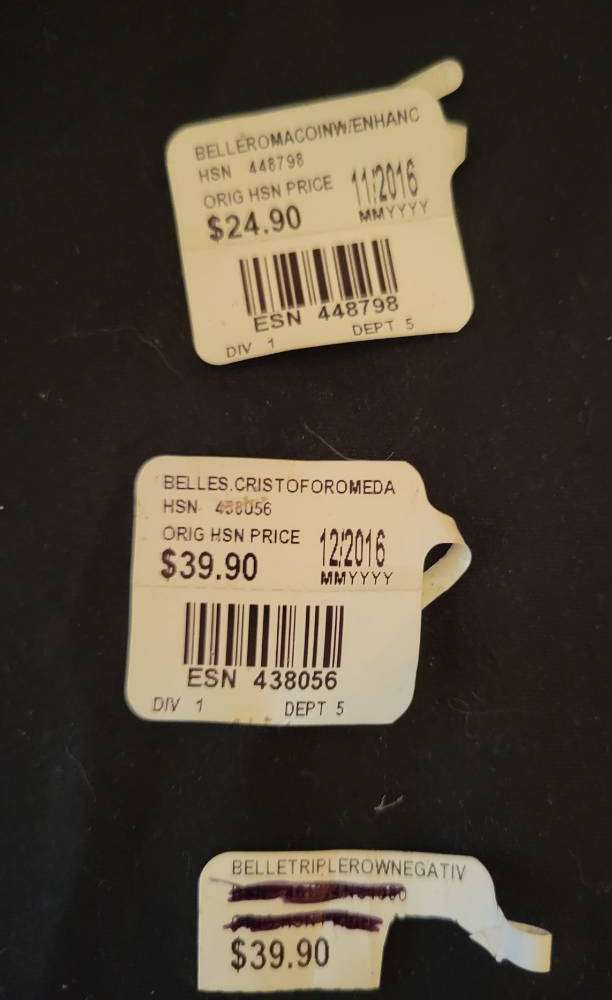 BELLEROMACOINW/ENHANC
HSN 448798
ORIG HSN PRICE 11/2016
$24.90 MMYYYY
ESN 448798
DIV 1 DEPT 5
BELLES.CRISTOFOROMEDA
HSN 438056
ORIG HSN PRICE 12/2016
$39.90 MMYYYY
ESN 438056
DIV 1 DEPT 5
BELLETRIPLEROWNEGATIV
$39.90